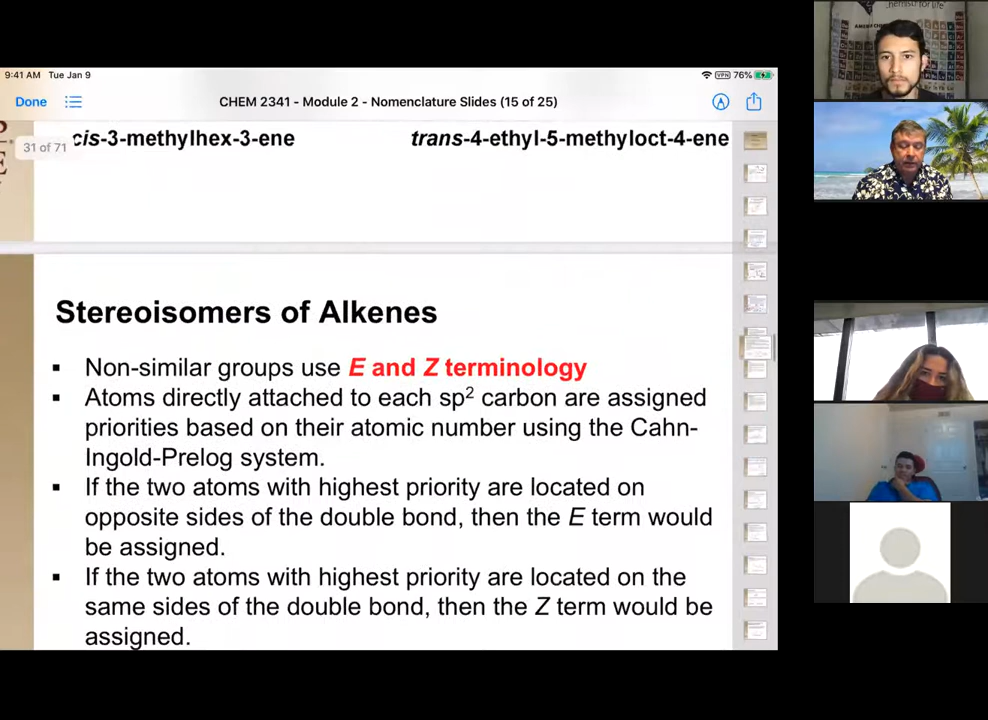 9:41 AM Tue Jan 9
VPN 76%
Done
CHEM 2341 - Module 2 - Nomenclature Slides (15 of 25)
31 of 71
cis-3-methylhex-3-ene
trans-4-ethyl-5-methyloct-4-ene
Stereoisomers of Alkenes
▪ Non-similar groups use E and Z terminology
▪ Atoms directly attached to each sp² carbon are assigned
priorities based on their atomic number using the Cahn-
Ingold-Prelog system.
▪ If the two atoms with highest priority are located on
opposite sides of the double bond, then the E term would
be assigned.
▪ If the two atoms with highest priority are located on the
same sides of the double bond, then the Z term would be
assigned.